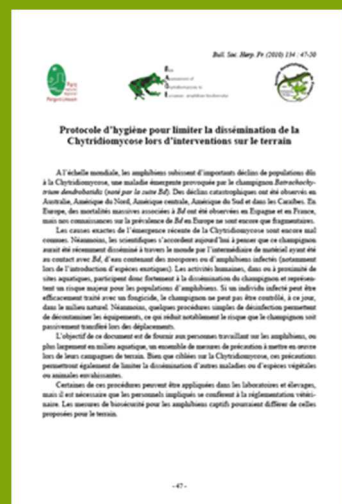 Bull. Soc. Herp. Fr. (2010) 134 : 47-50
Parc
Périgord-Limousin
Risk
Assessment of
Chytridiomycosis to
European Amphibian biodiversity
Protocole d'hygiène pour limiter la dissémination de la
Chytridiomycose lors d'interventions sur le terrain
A l'échelle mondiale, les amphibiens subissent d'importants déclins de populations dûs
à la Chytridiomycose, une maladie émergente provoquée par le champignon Batrachochy-
trium dendrobatidis (noté par la suite Bd). Des déclins catastrophiques ont été observés en
Australie, Amérique du Nord, Amérique centrale, Amérique du Sud et dans les Caraïbes. En
Europe, des mortalités massives associées à Bd ont été observées en Espagne et en France,
mais nos connaissances sur la prévalence de Bd en Europe ne sont encore que fragmentaires.
Les causes exactes de l'émergence récente de la Chytridiomycose sont encore mal
connues. Néanmoins, les scientifiques s'accordent aujourd'hui à penser que ce champignon
aurait été récemment disséminé à travers le monde par l'intermédiaire de matériel ayant été
au contact avec Bd, d'eau contenant des zoospores ou d'amphibiens infectés (notamment
lors de l'introduction d'espèces exotiques). Les activités humaines, dans ou à proximité de
sites aquatiques, participent donc fortement à la dissémination du champignon et représen-
tent un risque majeur pour les populations d'amphibiens. Si un individu infecté peut être
efficacement traité avec un fongicide, le champignon ne peut pas être contrôlé, à ce jour,
dans le milieu naturel. Néanmoins, quelques procédures simples de désinfection permettent
de décontaminer les équipements, ce qui réduit notablement le risque que le champignon soit
passivement transféré lors des déplacements.
L'objectif de ce document est de fournir aux personnes travaillant sur les amphibiens, ou
plus largement en milieu aquatique, un ensemble de mesures de précaution à mettre en œuvre
lors de leurs campagnes de terrain. Bien que ciblées sur la Chytridiomycose, ces précautions
permettront également de limiter la dissémination d'autres maladies ou d'espèces végétales
ou animales envahissantes.
Certaines de ces procédures peuvent être appliquées dans les laboratoires et élevages,
mais il est nécessaire que les personnels impliqués se conforment à la réglementation vétéri-
naire. Les mesures de biosécurité pour les amphibiens captifs pourraient différer de celles
proposées pour le terrain.
- 47 -